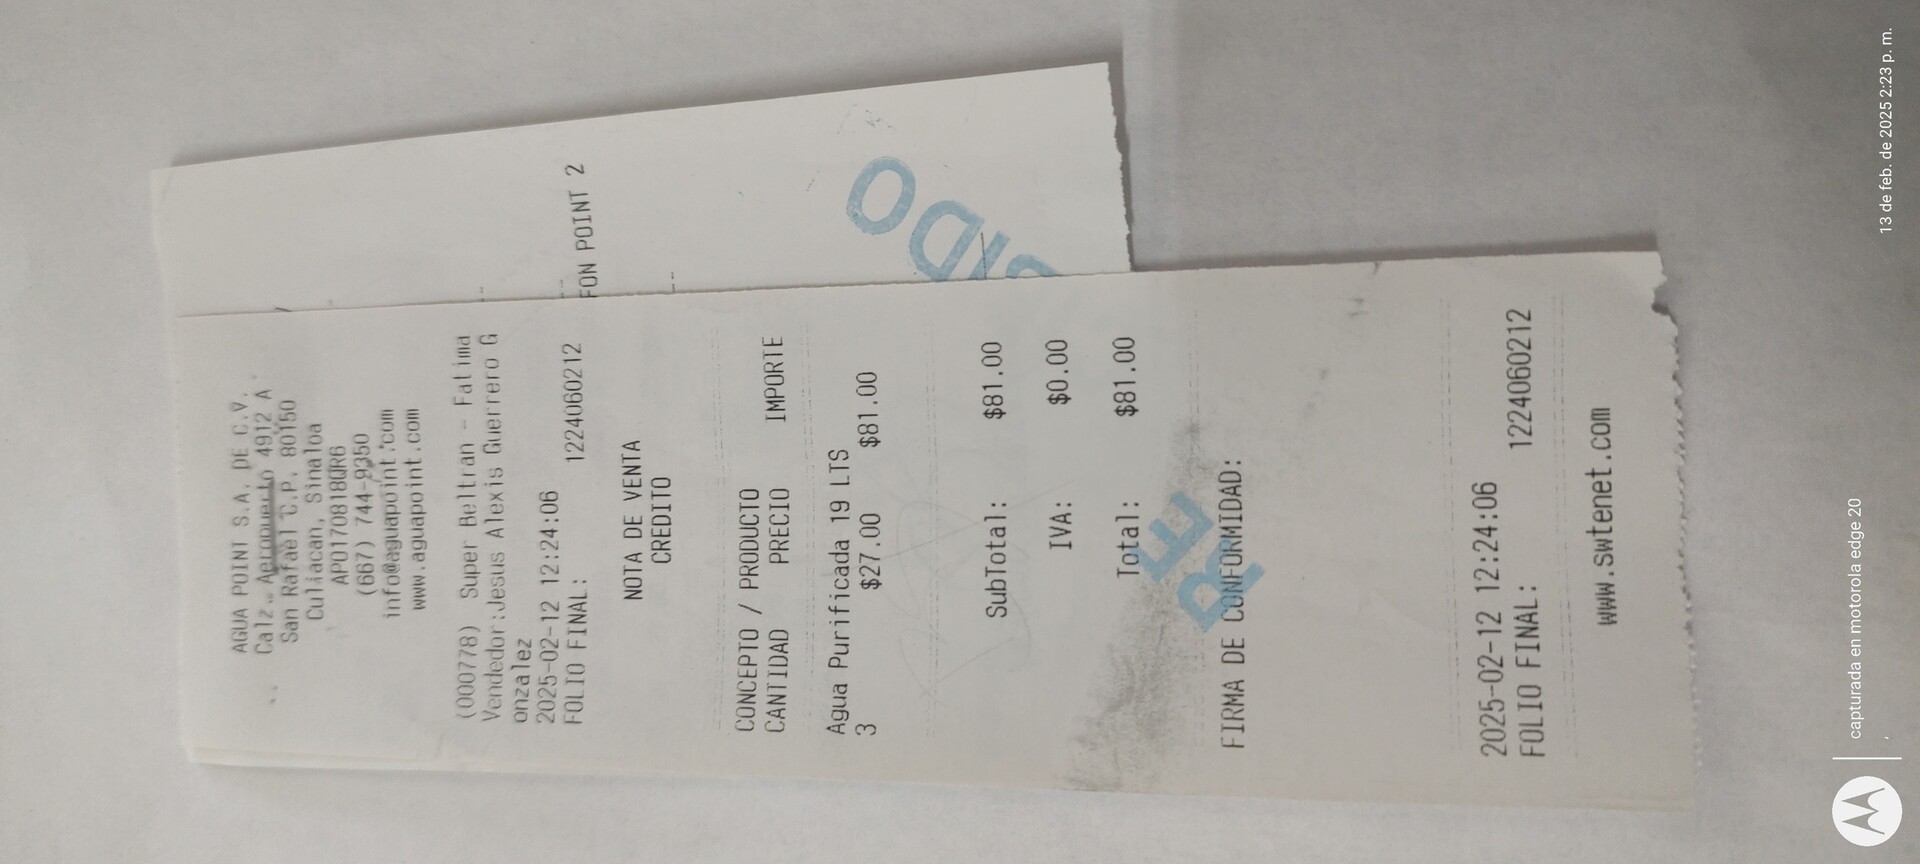 AGUA POINT S.A. DE C.V.
Calz. Aeropuerto 4912 A
San Rafael C.P. 80150
Culiacan, Sinaloa
APO170818QR6
(667) 744-9350
info@aguapoint.com
www.aguapoint.com
(000778) Super Beltran - Fatima
Vendedor:Jesus Alexis Guerrero G
onzalez
2025-02-12 12:24:06
FOLIO FINAL: 1224060212
NOTA DE VENTA
CREDITO
CONCEPTO / PRODUCTO
CANTIDAD PRECIO IMPORTE
Agua Purificada 19 LTS
3 $27.00 $81.00
SubTotal: $81.00
IVA: $0.00
Total: $81.00
FIRMA DE CONFORMIDAD:
2025-02-12 12:24:06
FOLIO FINAL: 1224060212
www.swtenet.com
FON POINT 2
RE
IDO
capturada en motorola edge 20
13 de feb. de 2025 2:23 p. m.